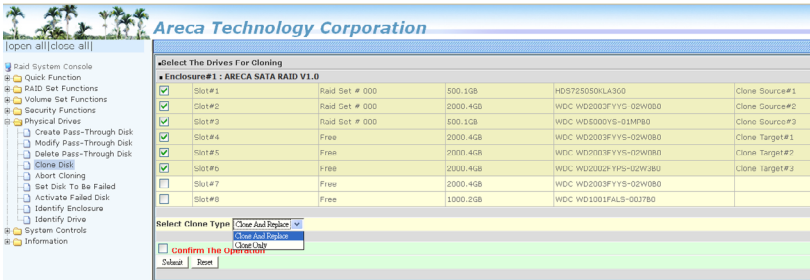 Areca Technology Corporation
|open all|close all|
Raid System Console
Quick Function
RAID Set Functions
Volume Set Functions
Security Functions
Physical Drives
Create Pass-Through Disk
Modify Pass-Through Disk
Delete Pass-Through Disk
Clone Disk
Abort Cloning
Set Disk To Be Failed
Activate Failed Disk
Identify Enclosure
Identify Drive
System Controls
Information
Select The Drives For Cloning
Enclosure#1 : ARECA SATA RAID V1.0
Slot#1 Raid Set # 000 500.1GB HDS725050KLA360 Clone Source#1
Slot#2 Raid Set # 000 2000.4GB WDC WD2003FYYS-02W0B0 Clone Source#2
Slot#3 Raid Set # 000 500.1GB WDC WD5000YS-01MPB0 Clone Source#3
Slot#4 Free 2000.4GB WDC WD2003FYYS-02W0B0 Clone Target#1
Slot#5 Free 2000.4GB WDC WD2003FYYS-02W0B0 Clone Target#2
Slot#6 Free 2000.4GB WDC WD2002FYPS-02W3B0 Clone Target#3
Slot#7 Free 2000.4GB WDC WD2003FYYS-02W0B0
Slot#8 Free 1000.2GB WDC WD1001FALS-00J7B0
Select Clone Type Clone And Replace
Clone And Replace
Clone Only
Confirm The Operation
Submit Reset